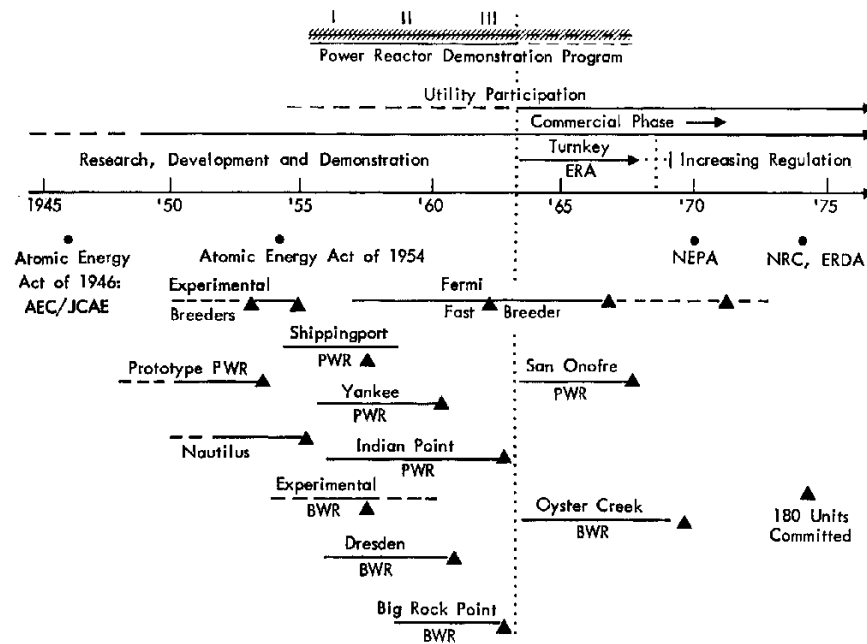 I II III
Power Reactor Demonstration Program
Utility Participation
Commercial Phase
Research, Development and Demonstration
Turnkey
ERA
Increasing Regulation
1945 '50 '55 '60 '65 '70 '75
Atomic Energy
Act of 1946:
AEC/JCAE
Atomic Energy Act of 1954
NEPA
NRC, ERDA
Experimental
Breeders
Fermi
Fast Breeder
Shippingport
PWR
Prototype PWR
San Onofre
PWR
Yankee
PWR
Nautilus
Indian Point
PWR
Experimental
BWR
Oyster Creek
BWR
180 Units
Committed
Dresden
BWR
Big Rock Point
BWR